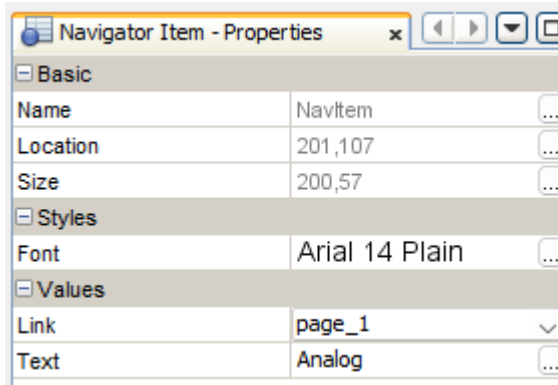 Navigator Item - Properties
Basic
Name NavItem ...
Location 201,107 ...
Size 200,57 ...
Styles
Font Arial 14 Plain ...
Values
Link page_1
Text Analog ...